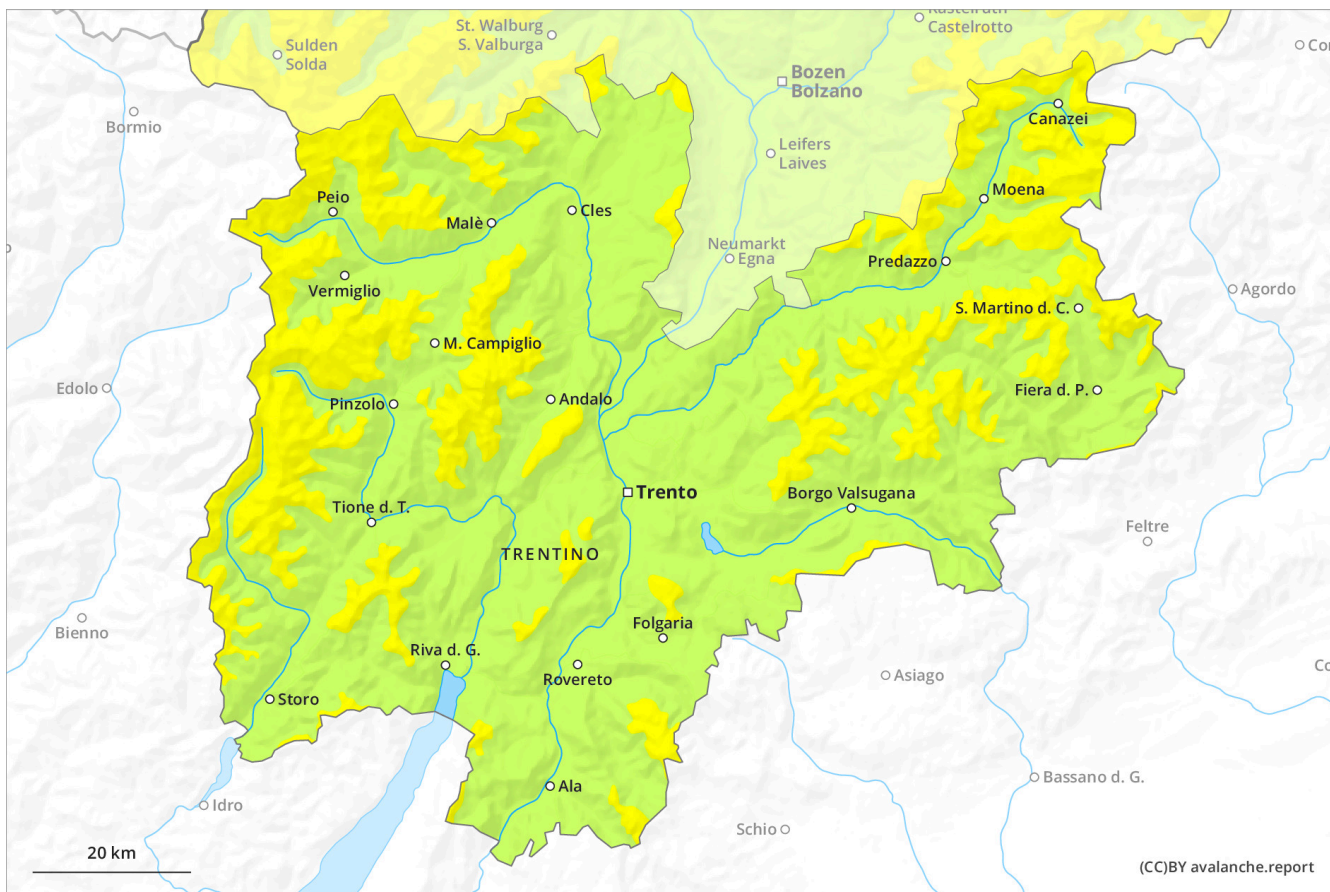 Kastelruth
Castelrotto
St. Walburg
S. Valburga
Sulden
Solda
Bozen
Bolzano
Bormio
Canazei
Leifers
Laives
Moena
Peio
Malè
Cles
Neumarkt
Egna
Predazzo
Vermiglio
Agordo
S. Martino d. C.
M. Campiglio
Edolo
Pinzolo
Andalo
Fiera d. P.
Trento
Borgo Valsugana
Tione d. T.
Feltre
TRENTINO
Bienno
Folgaria
Riva d. G.
Rovereto
Asiago
Storo
Ala
Bassano d. G.
Idro
Schio
20 km
(CC)BY avalanche.report